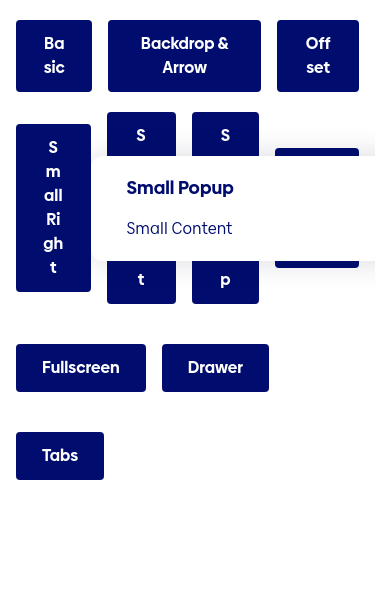 Ba
sic
Backdrop &
Arrow
Off
set
S
m
all
Ri
gh
t
S
S
Small Popup
Small Content
t
p
Fullscreen
Drawer
Tabs